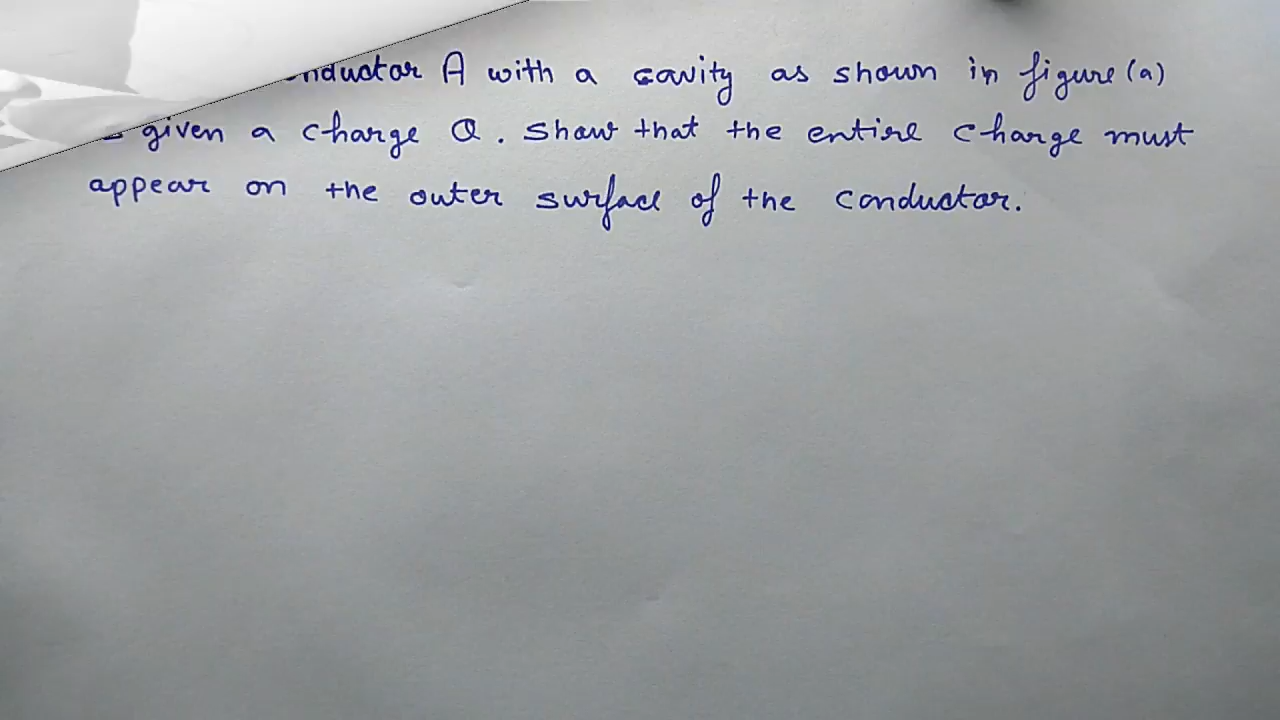 conductor A with a cavity as shown in figure (a)
given a charge Q. Show that the entire charge must
appear on the outer surface of the conductor.